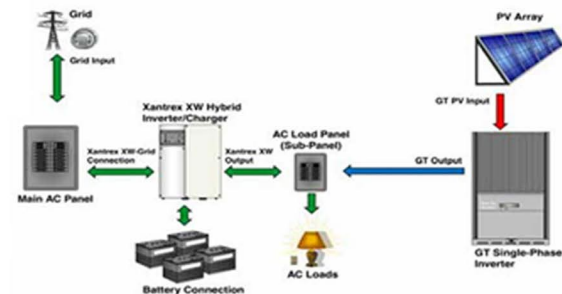 Grid
Grid Input
PV Array
GT PV Input
Xantrex XW Hybrid
Inverter/Charger
AC Load Panel
(Sub-Panel)
Xantrex XW-Grid
Connection
Xantrex XW
Output
GT Output
Main AC Panel
AC Loads
Battery Connection
GT Single-Phase
Inverter